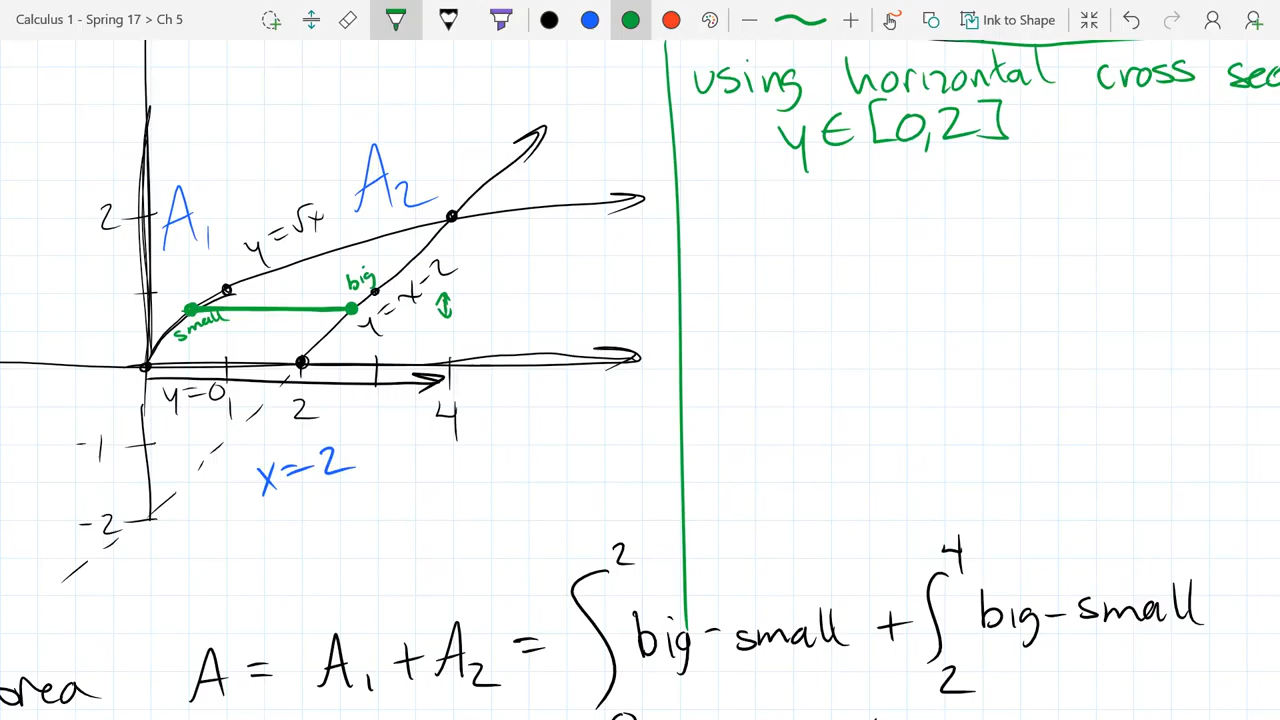 Calculus 1 - Spring 17 > Ch 5
Ink to Shape
using horizontal cross sec
y ∈ [0,2]
A₁
A₂
2
y = √x
big
y = x - 2
small
y = 0
1
2
4
-1
x = 2
-2
A = A₁ + A₂ = ∫ 2 big - small + ∫ 4 2 big - small
area